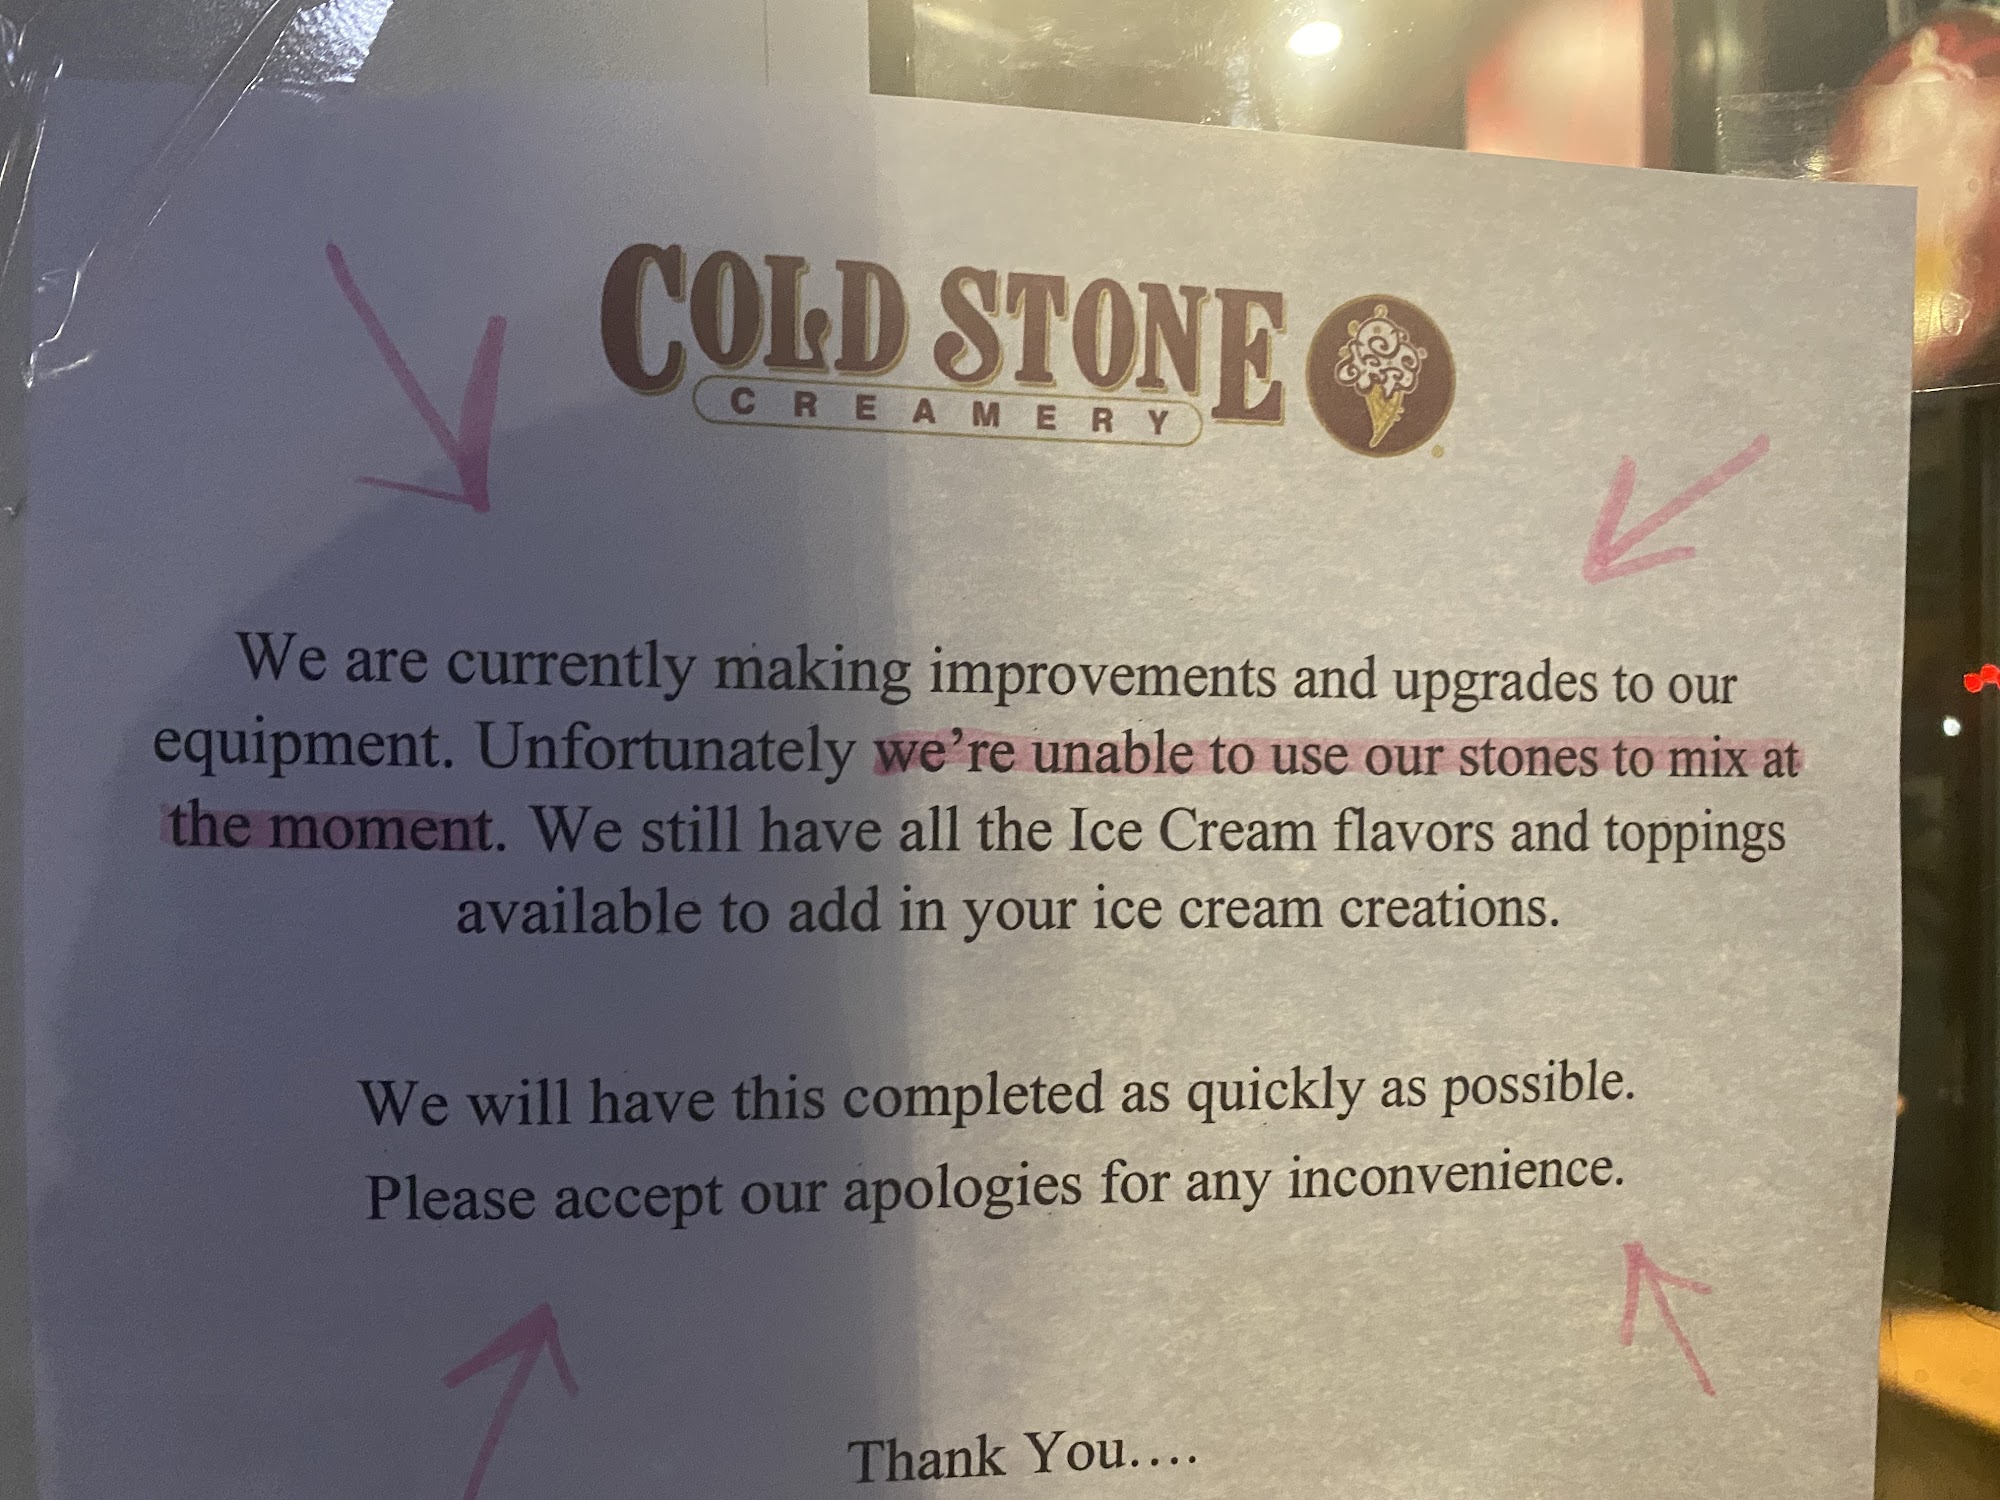 COLD STONE
CREAMERY
We are currently making improvements and upgrades to our
equipment. Unfortunately we're unable to use our stones to mix at
the moment. We still have all the Ice Cream flavors and toppings
available to add in your ice cream creations.
We will have this completed as quickly as possible.
Please accept our apologies for any inconvenience.
Thank You....